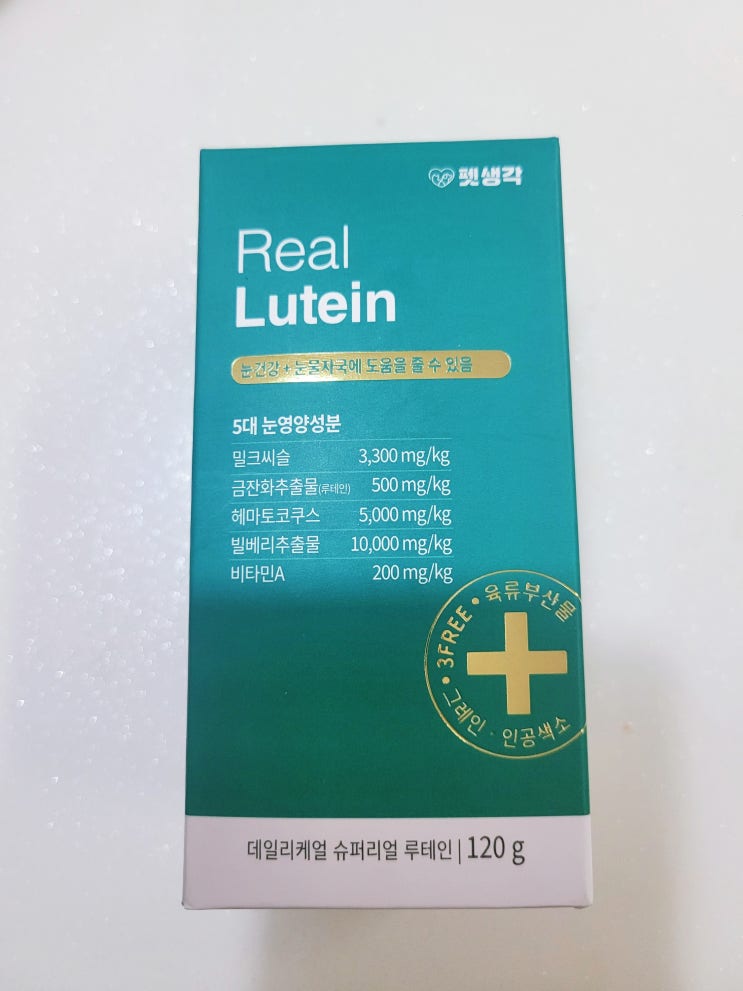 펫생각
Real
Lutein
눈건강+눈물자국에 도움을 줄 수 있음
5대 눈영양성분
밀크씨슬 3,300 mg/kg
금잔화추출물(루테인) 500 mg/kg
헤마토코쿠스 5,000 mg/kg
빌베리추출물 10,000 mg/kg
비타민A 200 mg/kg
3FREE • 육류부산물
그레인 · 인공색소
데일리케얼 슈퍼리얼 루테인 | 120 g